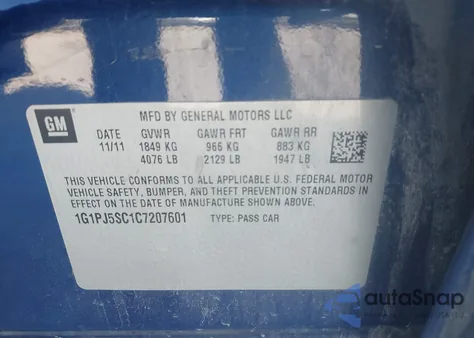 MFD BY GENERAL MOTORS LLC
GM
DATE GVWR GAWR FRT GAWR RR
11/11 1849 KG 966 KG 883 KG
4076 LB 2129 LB 1947 LB
THIS VEHICLE CONFORMS TO ALL APPLICABLE U.S. FEDERAL MOTOR
VEHICLE SAFETY, BUMPER, AND THEFT PREVENTION STANDARDS IN
EFFECT ON THE DATE OF MANUFACTURE SHOWN ABOVE.
1G1PJ5SC1C7207601 TYPE: PASS CAR
autoSnap